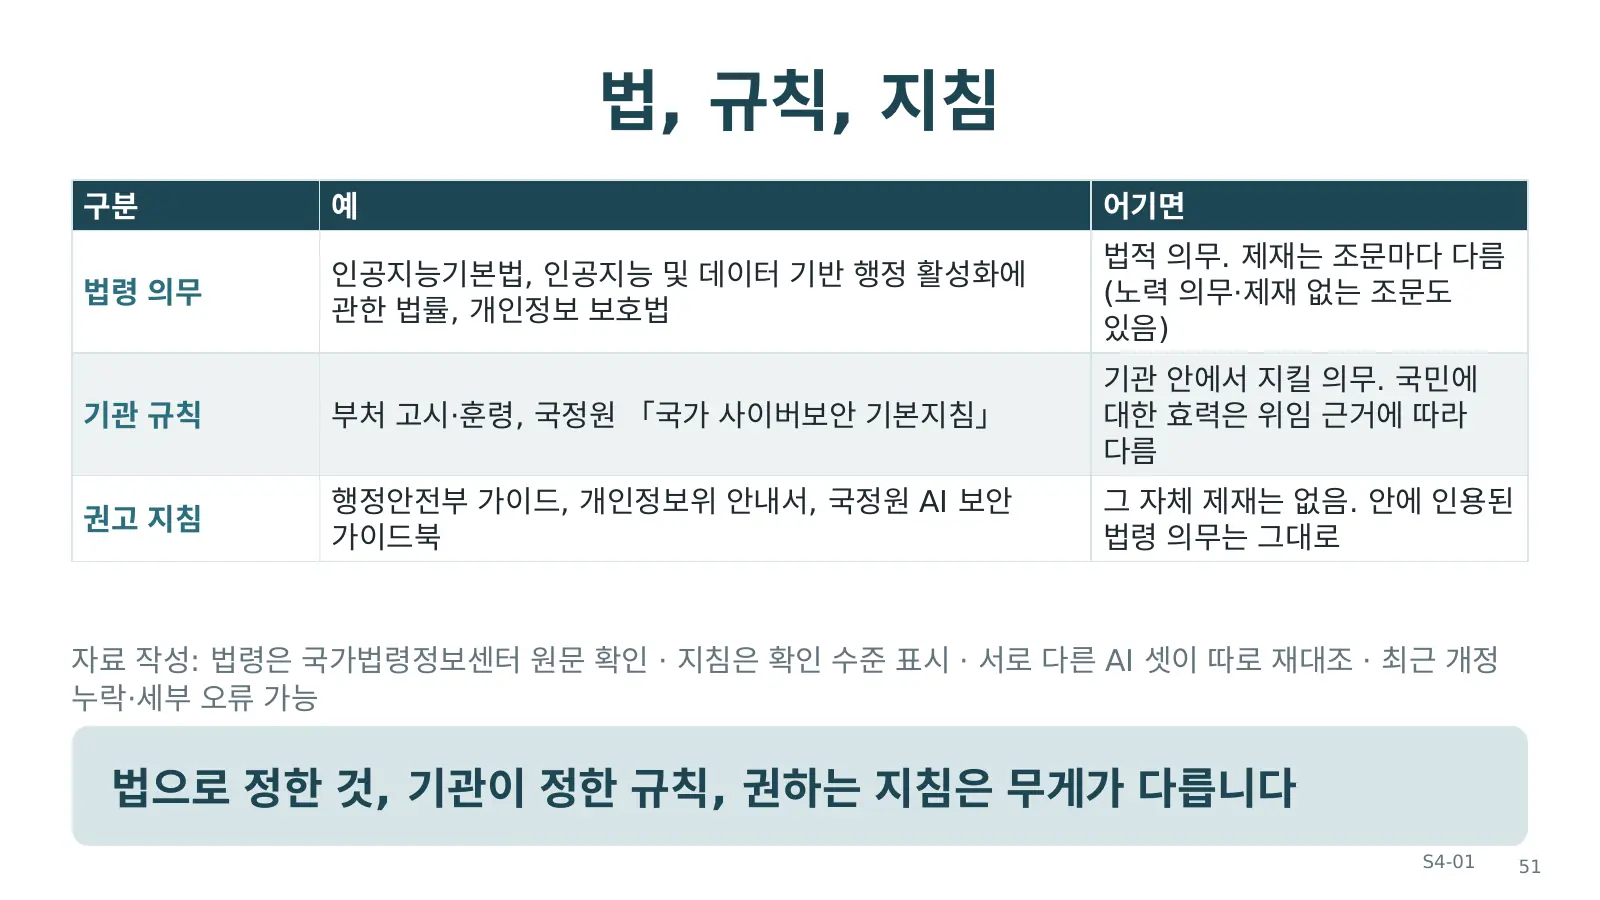 법, 규칙, 지침
구분
예
어기면
법령 의무
인공지능기본법, 인공지능 및 데이터 기반 행정 활성화에
관한 법률, 개인정보 보호법
법적 의무. 제재는 조문마다 다름
(노력 의무·제재 없는 조문도
있음)
기관 규칙
부처 고시·훈령, 국정원 「국가 사이버보안 기본지침」
기관 안에서 지킬 의무. 국민에
대한 효력은 위임 근거에 따라
다름
권고 지침
행정안전부 가이드, 개인정보위 안내서, 국정원 AI 보안
가이드북
그 자체 제재는 없음. 안에 인용된
법령 의무는 그대로
자료 작성: 법령은 국가법령정보센터 원문 확인 · 지침은 확인 수준 표시 · 서로 다른 AI 셋이 따로 재대조 · 최근 개정
누락·세부 오류 가능
법으로 정한 것, 기관이 정한 규칙, 권하는 지침은 무게가 다릅니다
S4-01
51